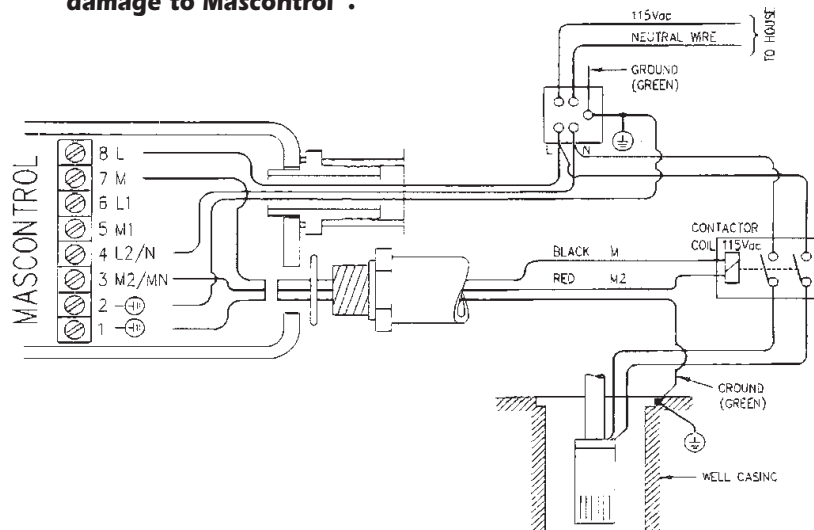 damage to Mascontrol .
115Vac
NEUTRAL WIRE
TO HOUSE
GROUND
(GREEN)
L N
MASCONTROL
8 L
7 M
6 L1
5 M1
4 L2/N
3 M2/MN
2
1
CONTACTOR
COIL 115Vac
BLACK M
RED M2
GROUND
(GREEN)
WELL CASING